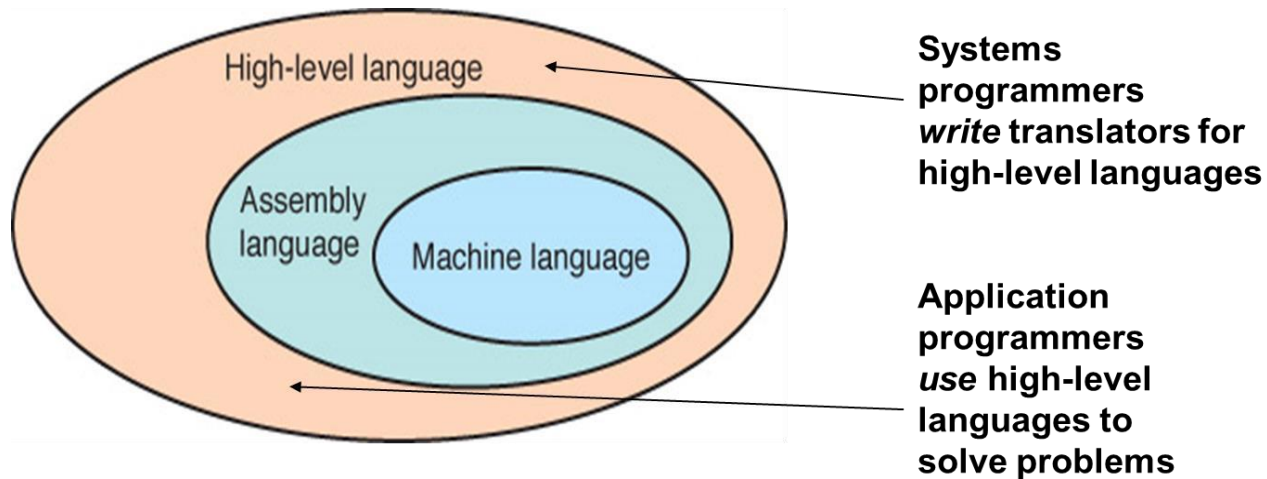 High-level language
Assembly
language
Machine language
Systems
programmers
write translators for
high-level languages
Application
programmers
use high-level
languages to
solve problems